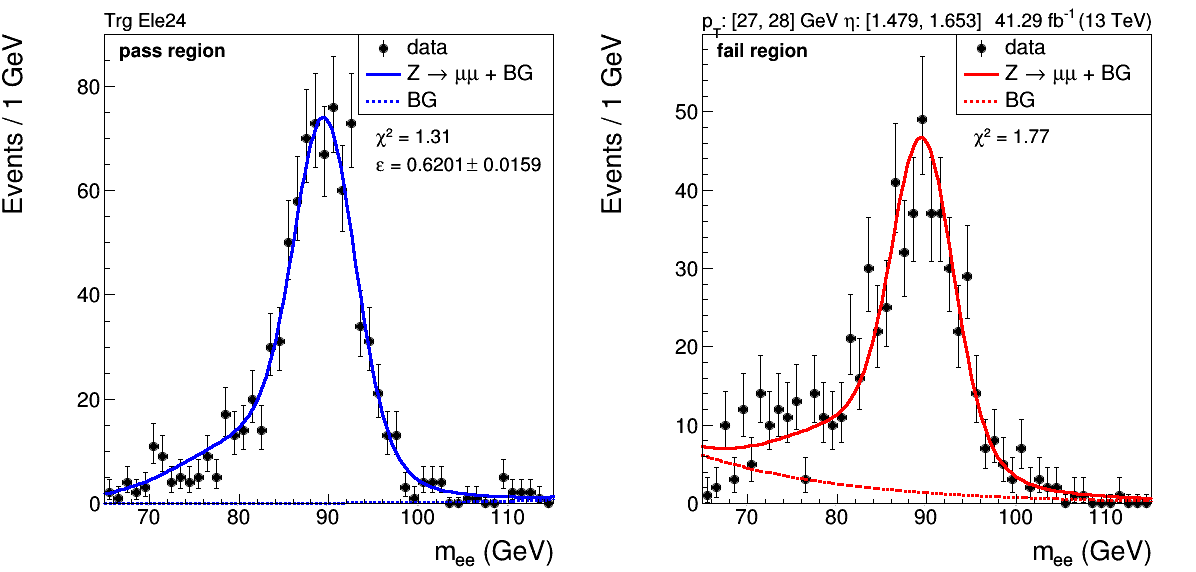 Trg Ele24
pass region
data
Z → μμ + BG
BG
χ² = 1.31
ε = 0.6201 ± 0.0159
Events / 1 GeV
0
20
40
60
80
70
80
90
100
110
m_ee (GeV)
p_T: [27, 28] GeV η: [1.479, 1.653] 41.29 fb⁻¹ (13 TeV)
fail region
data
Z → μμ + BG
BG
χ² = 1.77
Events / 1 GeV
0
10
20
30
40
50
70
80
90
100
110
m_ee (GeV)